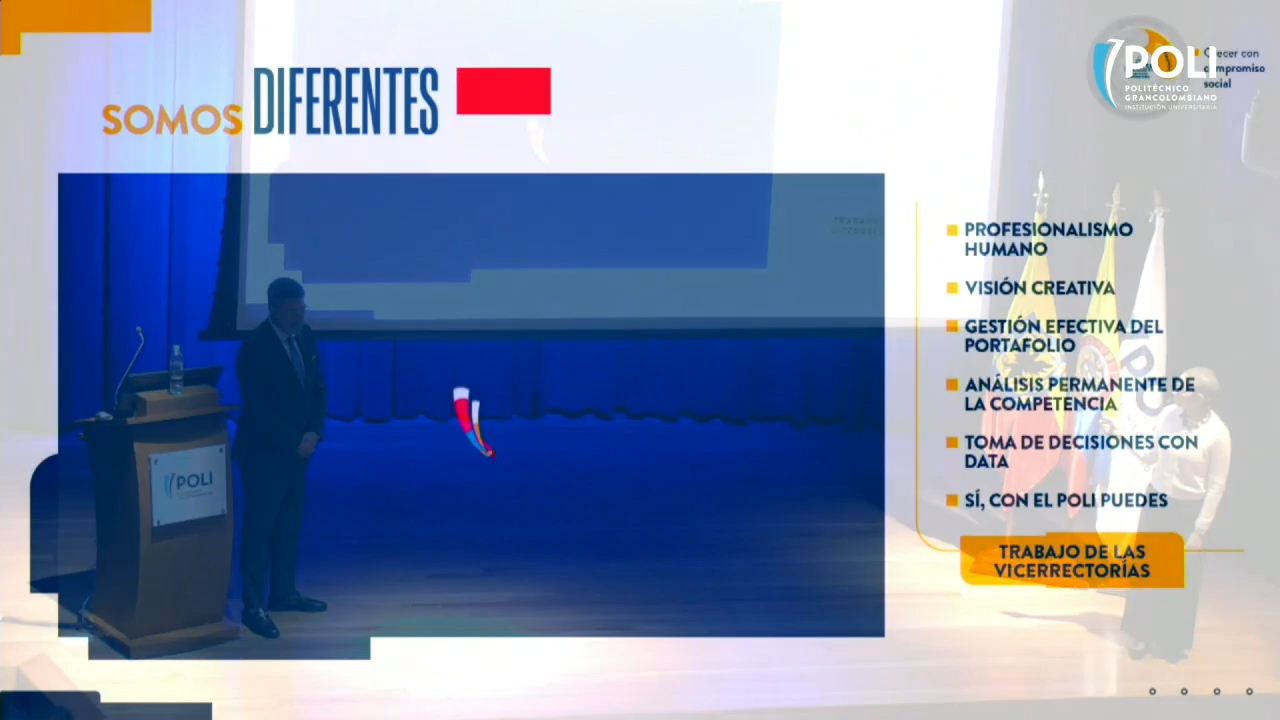 SOMOS DIFERENTES
POLI
POLITÉCNICO
GRANCOLOMBIANO
INSTITUCIÓN UNIVERSITARIA
Crecer con
compromiso
social
PROFESIONALISMO
HUMANO
VISIÓN CREATIVA
GESTIÓN EFECTIVA DEL
PORTAFOLIO
ANÁLISIS PERMANENTE DE
LA COMPETENCIA
TOMA DE DECISIONES CON
DATA
SÍ, CON EL POLI PUEDES
TRABAJO DE LAS
VICERRECTORÍAS
POLI